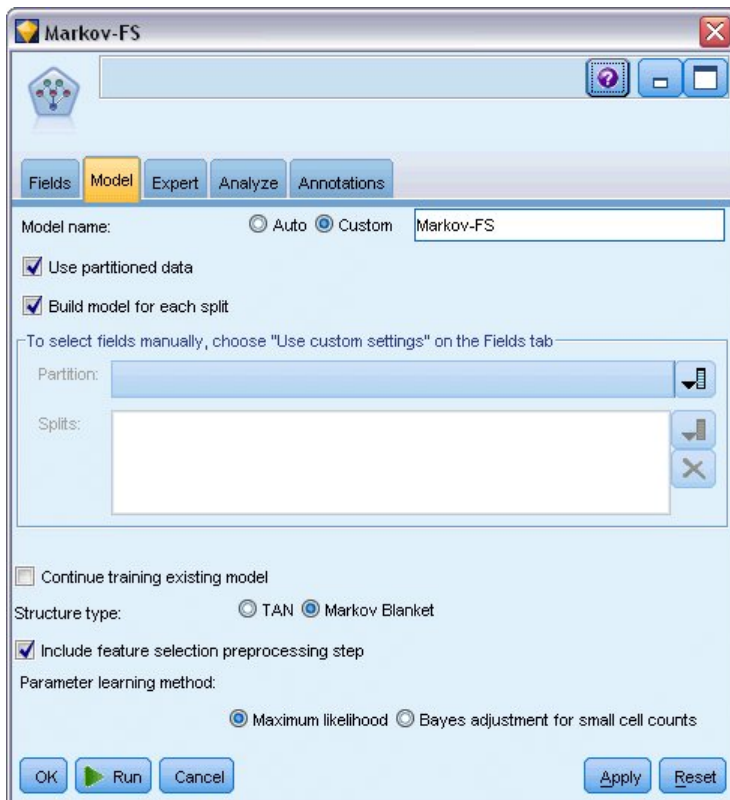 Markov-FS
Fields Model Expert Analyze Annotations
Model name: Auto Custom Markov-FS
Use partitioned data
Build model for each split
To select fields manually, choose "Use custom settings" on the Fields tab
Partition:
Splits:
Continue training existing model
Structure type: TAN Markov Blanket
Include feature selection preprocessing step
Parameter learning method:
Maximum likelihood Bayes adjustment for small cell counts
OK Run Cancel Apply Reset